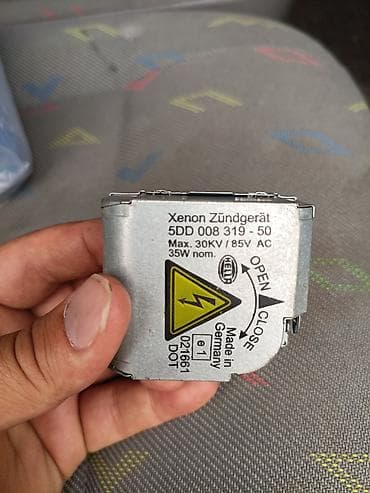 Xenon Zündgerät
5DD 008 319 - 50
Max. 30KV / 85V AC
35W nom.
HELLA
OPEN
CLOSE
Made in
Germany
e 1
021661
DOT